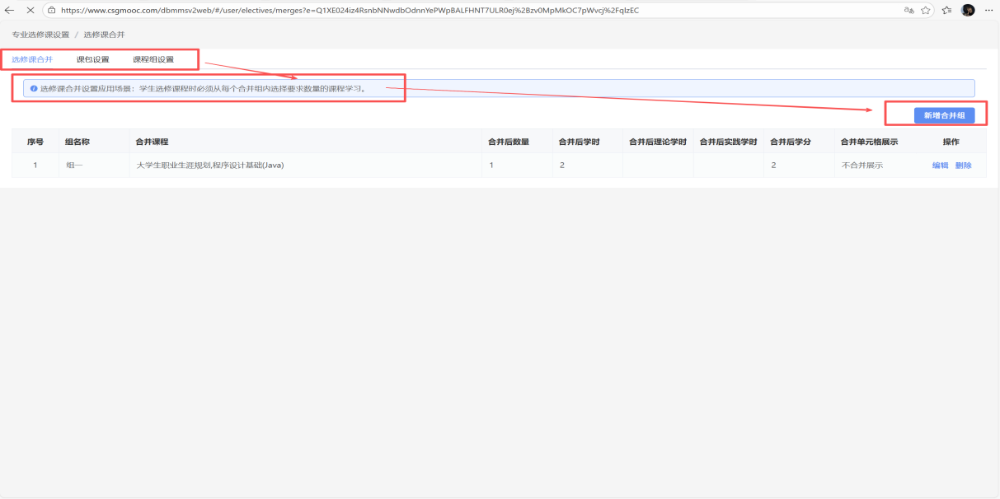 https://www.csgmooc.com/dbmmsv2web/#/user/electives/merges?e=Q1XE024iz4RsnbNNwdbOdnnYePWpBALFHNT7ULR0ej%2Bzv0MpMkOC7pWvcj%2FqlzEC
专业选修课设置 / 选修课合并
选修课合并 课包设置 课程组设置
选修课合并设置应用场景：学生选修课程时必须从每个合并组内选择要求数量的课程学习。
新增合并组
序号 组名称 合并课程 合并后数量 合并后学时 合并后理论学时 合并后实践学时 合并后学分 合并单元格展示 操作
1 组一 大学生职业生涯规划,程序设计基础(Java) 1 2 2 不合并展示 编辑 删除